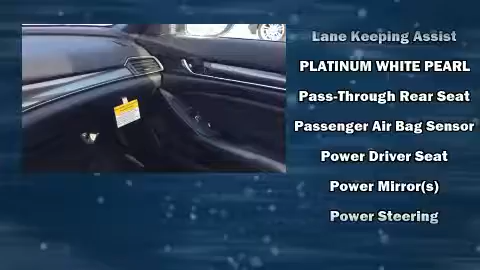 Lane Keeping Assist
PLATINUM WHITE PEARL
Pass-Through Rear Seat
Passenger Air Bag Sensor
Power Driver Seat
Power Mirror(s)
Power Steering